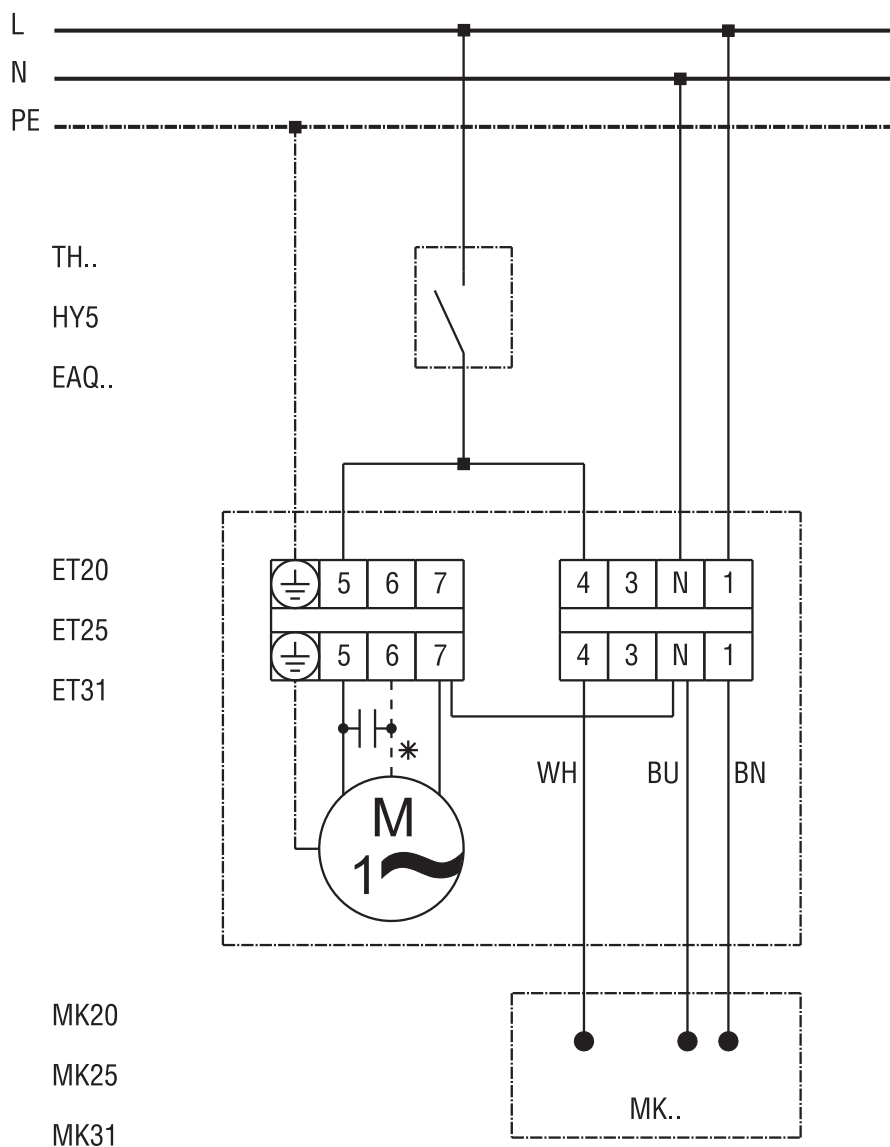 L
N
PE
TH..
HY5
EAQ..
ET20
5 6 7
4 3 N 1
ET25
5 6 7
4 3 N 1
ET31
*
WH BU BN
M
1~
MK20
MK25
MK..
MK31